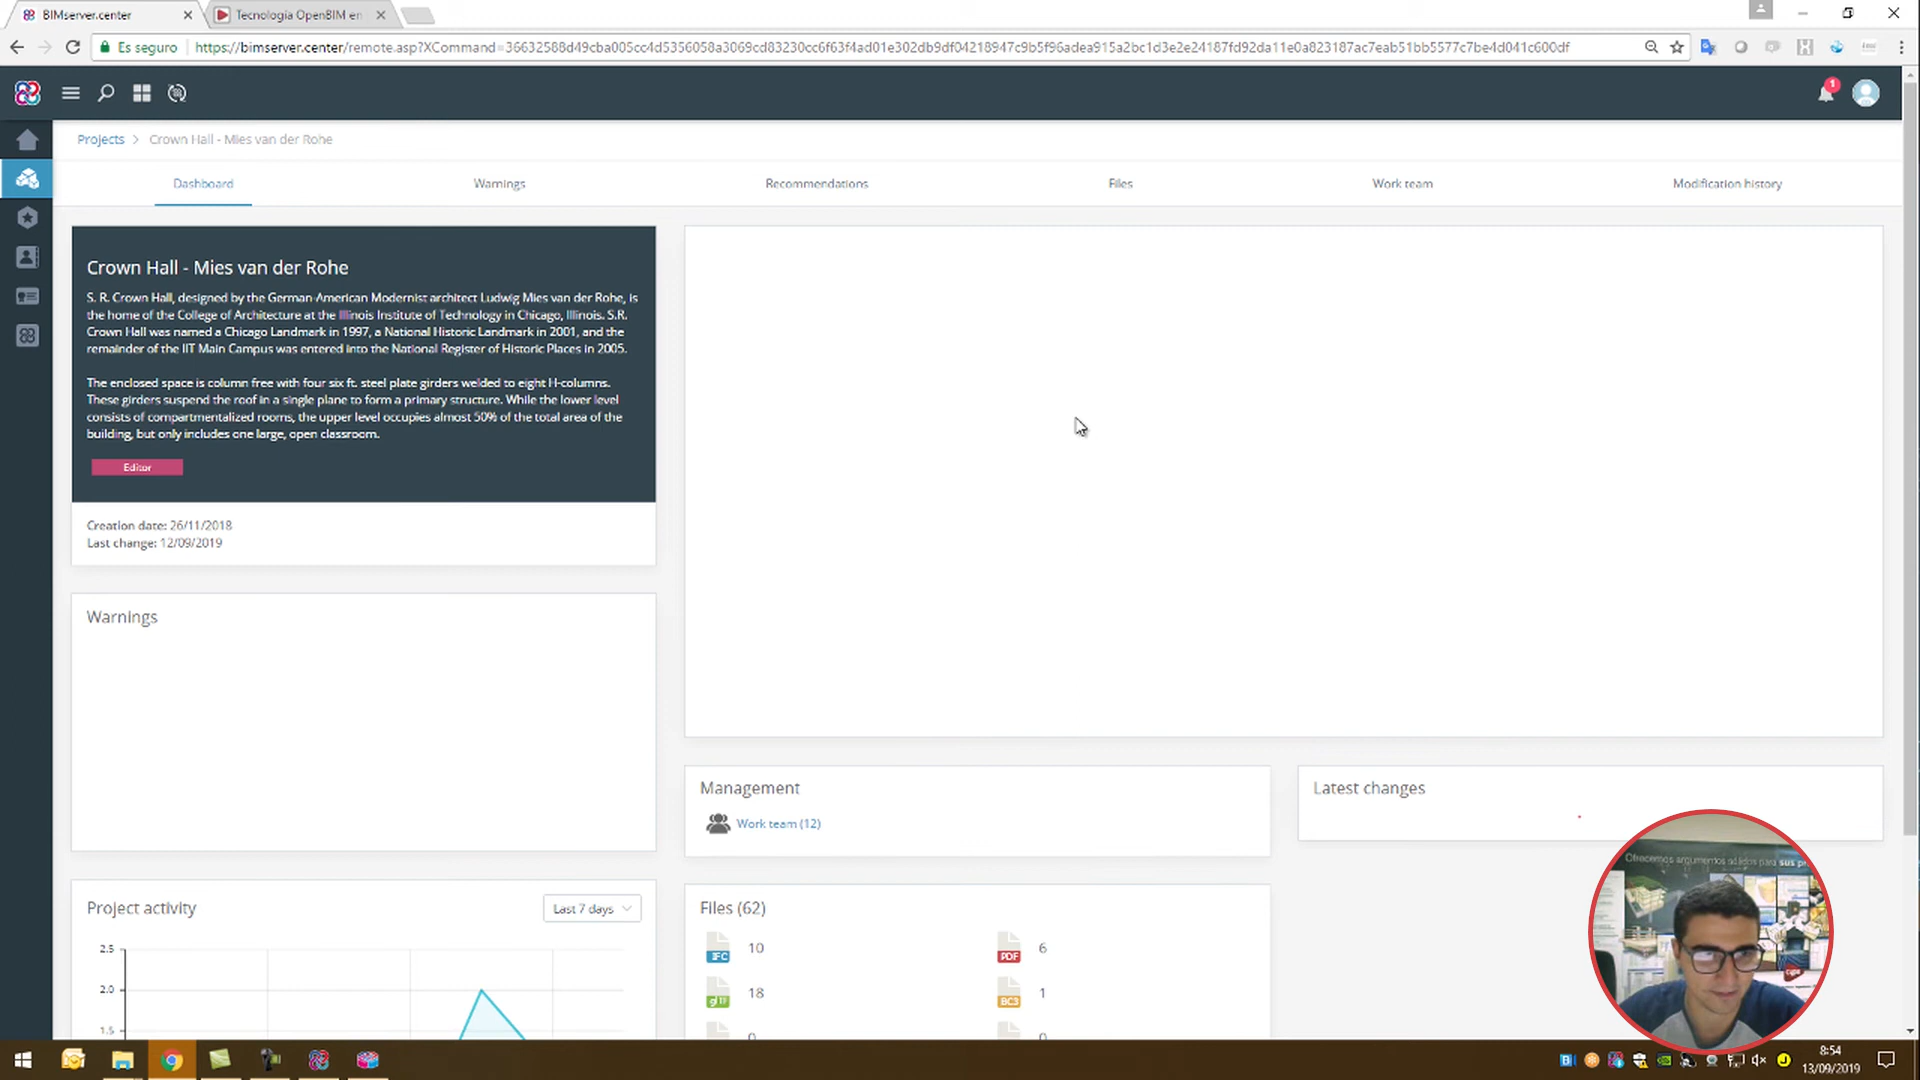 BIMserver.center
Tecnología OpenBIM en
Es seguro
https://bimserver.center/remote.asp?XCommand=36632588d49cba005cc4d5356058a3069cd83230cc6f63f4ad01e302db9df04218947c9b5f96adea915a2bc1d3e2e24187fd92da11e0a823187ac7eab51bb5577c7be4d041c600df
1
Projects > Crown Hall - Mies van der Rohe
Dashboard
Warnings
Recommendations
Files
Work team
Modification history
Crown Hall - Mies van der Rohe
S. R. Crown Hall, designed by the German-American Modernist architect Ludwig Mies van der Rohe, is
the home of the College of Architecture at the Illinois Institute of Technology in Chicago, Illinois. S.R.
Crown Hall was named a Chicago Landmark in 1997, a National Historic Landmark in 2001, and the
remainder of the IIT Main Campus was entered into the National Register of Historic Places in 2005.
The enclosed space is column free with four six ft. steel plate girders welded to eight H-columns.
These girders suspend the roof in a single plane to form a primary structure. While the lower level
consists of compartmentalized rooms, the upper level occupies almost 50% of the total area of the
building, but only includes one large, open classroom.
Editor
Creation date: 26/11/2018
Last change: 12/09/2019
Warnings
Management
Work team (12)
Latest changes
Project activity
Last 7 days
2.5
2.0
1.5
Files (62)
IFC 10
PDF 6
glTF 18
BC3 1
Ofrecemos argumentos sólidos para sus
8:54
13/09/2019